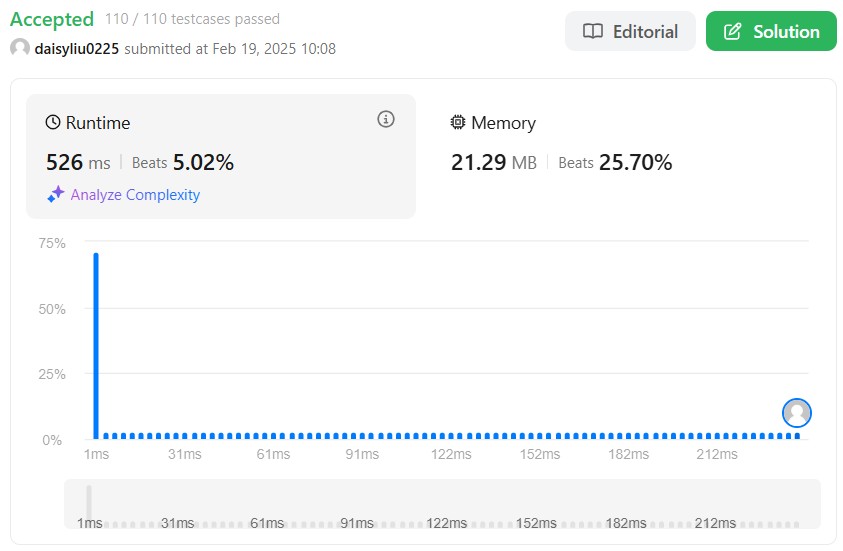 Accepted 110 / 110 testcases passed
daisyliu0225 submitted at Feb 19, 2025 10:08
Editorial
Solution
Runtime
526 ms | Beats 5.02%
Analyze Complexity
Memory
21.29 MB | Beats 25.70%
75%
50%
25%
0%
1ms 31ms 61ms 91ms 122ms 152ms 182ms 212ms
1ms 31ms 61ms 91ms 122ms 152ms 182ms 212ms